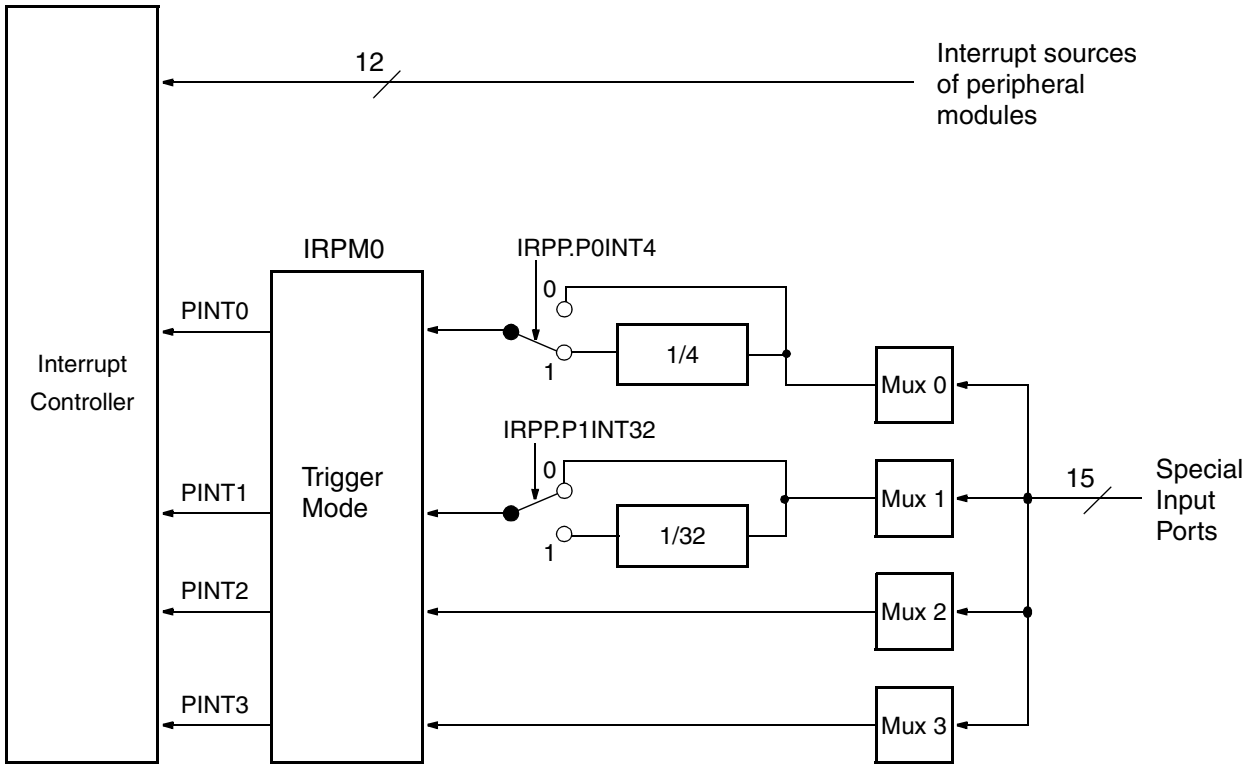 12
Interrupt sources
of peripheral
modules
IRPM0
IRPP.P0INT4
0
PINT0
1/4
1
Interrupt
Controller
Mux 0
IRPP.P1INT32
0
Trigger
Mode
PINT1
Mux 1
15
Special
Input
Ports
1/32
1
PINT2
Mux 2
PINT3
Mux 3